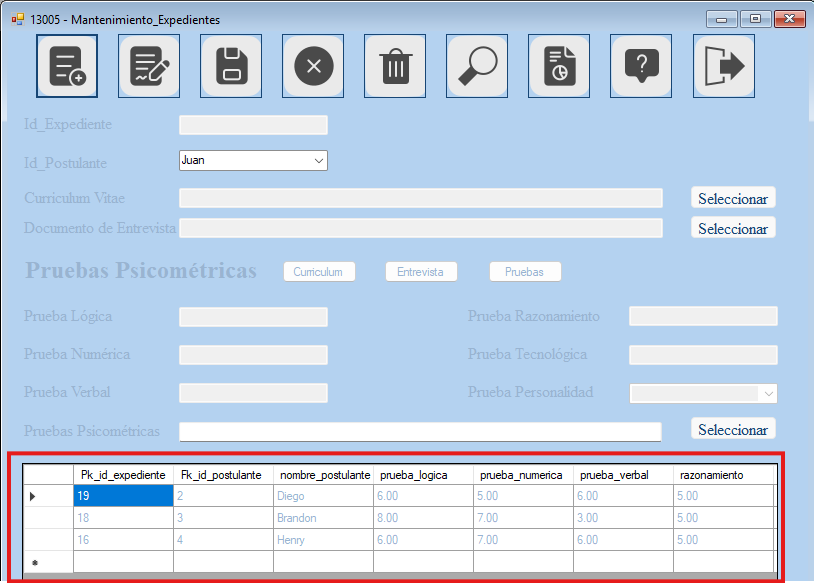 13005 - Mantenimiento_Expedientes
Id_Expediente
Id_Postulante Juan
Curriculum Vitae Seleccionar
Documento de Entrevista Seleccionar
Pruebas Psicométricas Curriculum Entrevista Pruebas
Prueba Lógica Prueba Razonamiento
Prueba Numérica Prueba Tecnológica
Prueba Verbal Prueba Personalidad
Pruebas Psicométricas Seleccionar
Pk_id_expediente Fk_id_postulante nombre_postulante prueba_logica prueba_numerica prueba_verbal razonamiento
19 2 Diego 6.00 5.00 6.00 5.00
18 3 Brandon 8.00 7.00 3.00 5.00
16 4 Henry 6.00 7.00 6.00 5.00